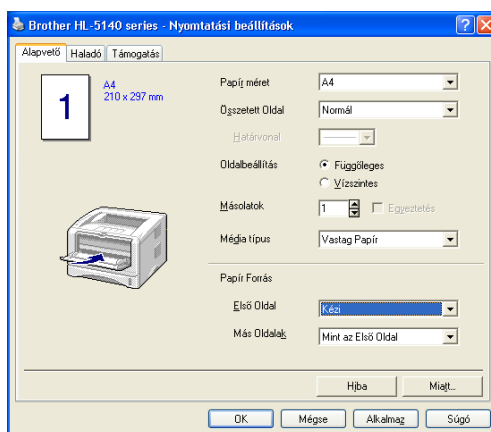 Brother HL-5140 series - Nyomtatási beállítások
Alapvető Haladó Támogatás
1
A4
210 x 297 mm
Papír méret A4
Összetett Oldal Normál
Határvonal
Oldalbeállítás Függőleges
Vízszintes
Másolatok 1 Egyeztetés
Média típus Vastag Papír
Papír Forrás
Első Oldal Kézi
Más Oldalak Mint az Első Oldal
Hiba Miatt...
OK Mégse Alkalmaz Súgó